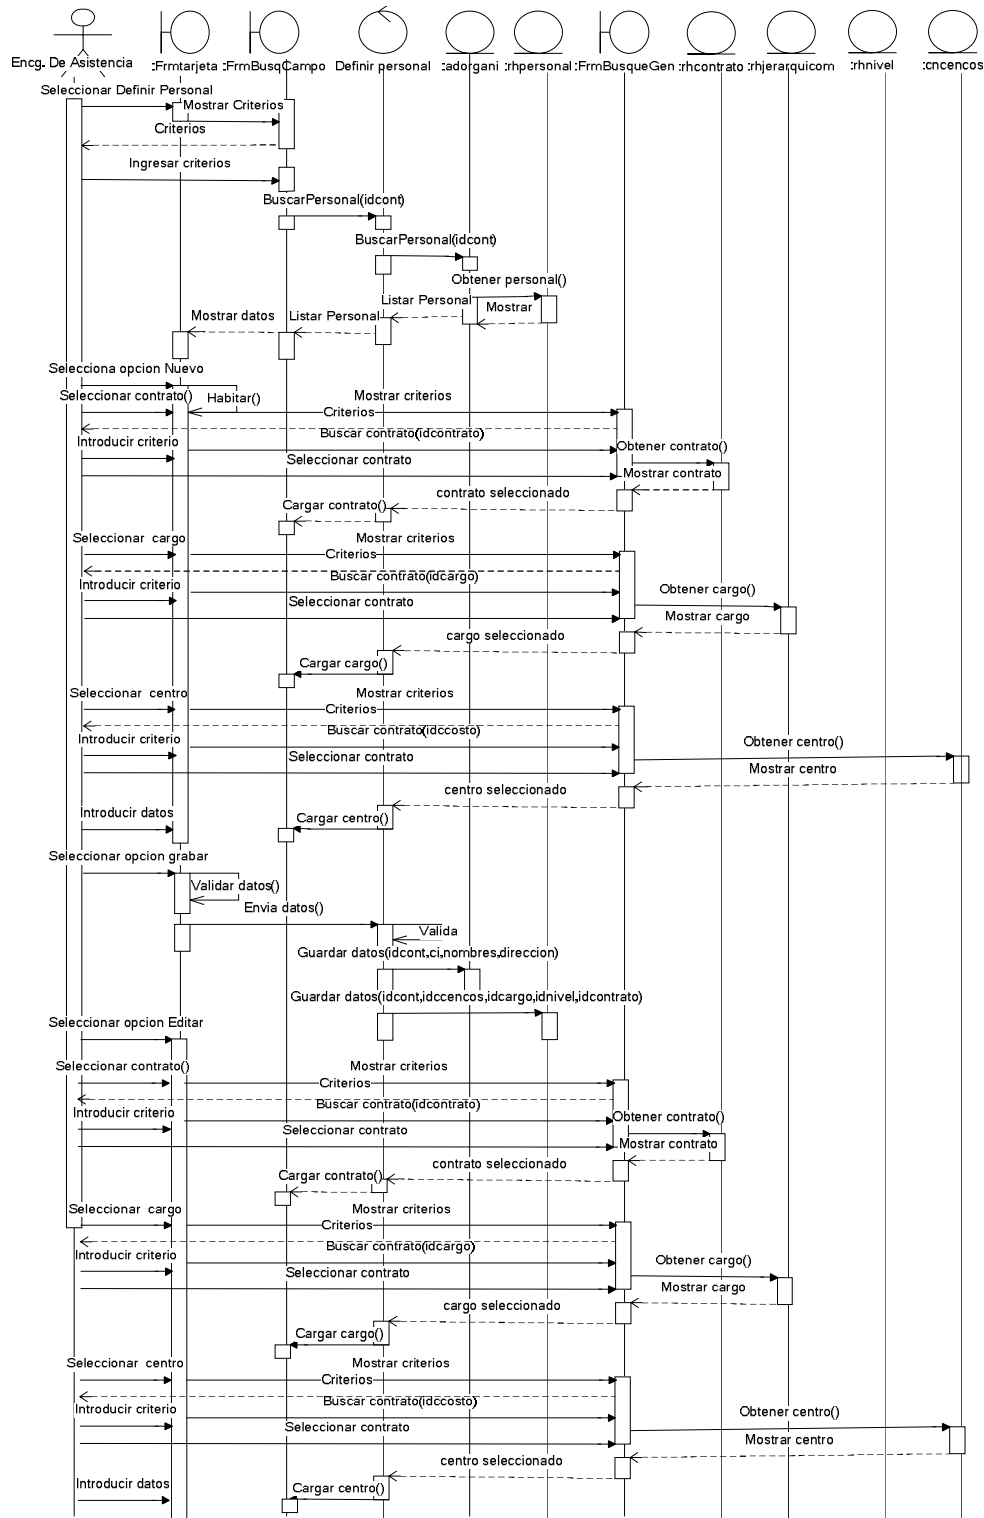 Encg. De Asistencia
:Frmtarjeta
:FrmBusqCampo
Definir personal
:adorgani
:rhpersonal
:FrmBusqueGen
:rhcontrato
:rhjerarquicom
:rhnivel
:cncencos
Seleccionar Definir Personal
Mostrar Criterios
Criterios
Ingresar criterios
BuscarPersonal(idcont)
BuscarPersonal(idcont)
Obtener personal()
Listar Personal
Mostrar
Mostrar datos
Listar Personal
Selecciona opcion Nuevo
Seleccionar contrato()
Habitar()
Mostrar criterios
Criterios
Buscar contrato(idcontrato)
Introducir criterio
Obtener contrato()
Seleccionar contrato
Mostrar contrato
contrato seleccionado
Cargar contrato()
Seleccionar cargo
Mostrar criterios
Criterios
Buscar contrato(idcargo)
Introducir criterio
Obtener cargo()
Seleccionar contrato
Mostrar cargo
cargo seleccionado
Cargar cargo()
Seleccionar centro
Mostrar criterios
Criterios
Buscar contrato(idccosto)
Introducir criterio
Obtener centro()
Seleccionar contrato
Mostrar centro
centro seleccionado
Introducir datos
Cargar centro()
Seleccionar opcion grabar
Validar datos()
Envia datos()
Valida
Guardar datos(idcont,ci,nombres,direccion)
Guardar datos(idcont,idccencos,idcargo,idnivel,idcontrato)
Seleccionar opcion Editar
Seleccionar contrato()
Mostrar criterios
Criterios
Buscar contrato(idcontrato)
Introducir criterio
Obtener contrato()
Seleccionar contrato
Mostrar contrato
contrato seleccionado
Cargar contrato()
Seleccionar cargo
Mostrar criterios
Criterios
Buscar contrato(idcargo)
Introducir criterio
Obtener cargo()
Seleccionar contrato
Mostrar cargo
cargo seleccionado
Cargar cargo()
Seleccionar centro
Mostrar criterios
Criterios
Buscar contrato(idccosto)
Introducir criterio
Obtener centro()
Seleccionar contrato
Mostrar centro
centro seleccionado
Introducir datos
Cargar centro()